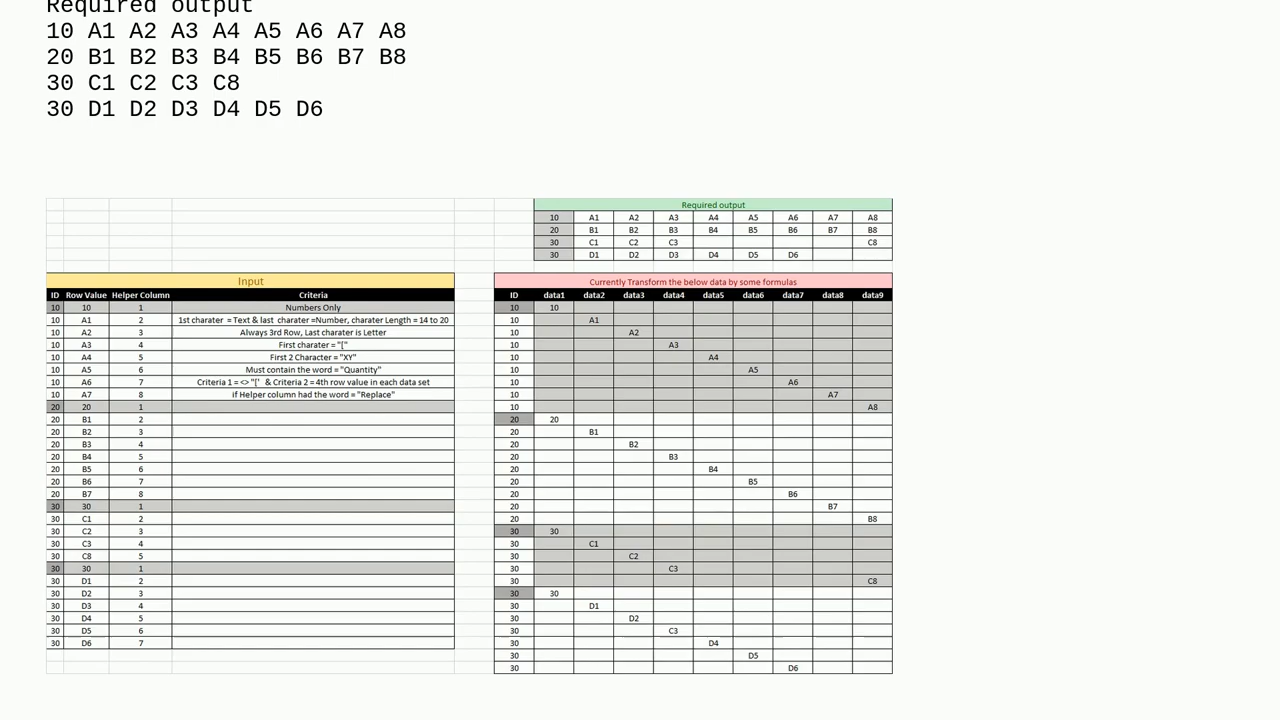 Required output
10 A1 A2 A3 A4 A5 A6 A7 A8
20 B1 B2 B3 B4 B5 B6 B7 B8
30 C1 C2 C3 C8
30 D1 D2 D3 D4 D5 D6
Required output
10 A1 A2 A3 A4 A5 A6 A7 A8
20 B1 B2 B3 B4 B5 B6 B7 B8
30 C1 C2 C3 C8
30 D1 D2 D3 D4 D5 D6
Input
ID Row Value Helper Column Criteria
10 10 1 Numbers Only
10 A1 2 1st charater = Text & last charater =Number, charater Length = 14 to 20
10 A2 3 Always 3rd Row, Last charater is Letter
10 A3 4 First charater = "["
10 A4 5 First 2 Character = "XY"
10 A5 6 Must contain the word = "Quantity"
10 A6 7 Criteria 1 = <> "[' & Criteria 2 = 4th row value in each data set
10 A7 8 if Helper column had the word = "Replace"
20 20 1
20 B1 2
20 B2 3
20 B3 4
20 B4 5
20 B5 6
20 B6 7
20 B7 8
30 30 1
30 C1 2
30 C2 3
30 C3 4
30 C8 5
30 30 1
30 D1 2
30 D2 3
30 D3 4
30 D4 5
30 D5 6
30 D6 7
Currently Transform the below data by some formulas
ID data1 data2 data3 data4 data5 data6 data7 data8 data9
10 10
10 A1
10 A2
10 A3
10 A4
10 A5
10 A6
10 A7
10 A8
20 20
20 B1
20 B2
20 B3
20 B4
20 B5
20 B6
20 B7
20 B8
30 30
30 C1
30 C2
30 C3
30 C8
30 30
30 D1
30 D2
30 C3
30 D4
30 D5
30 D6